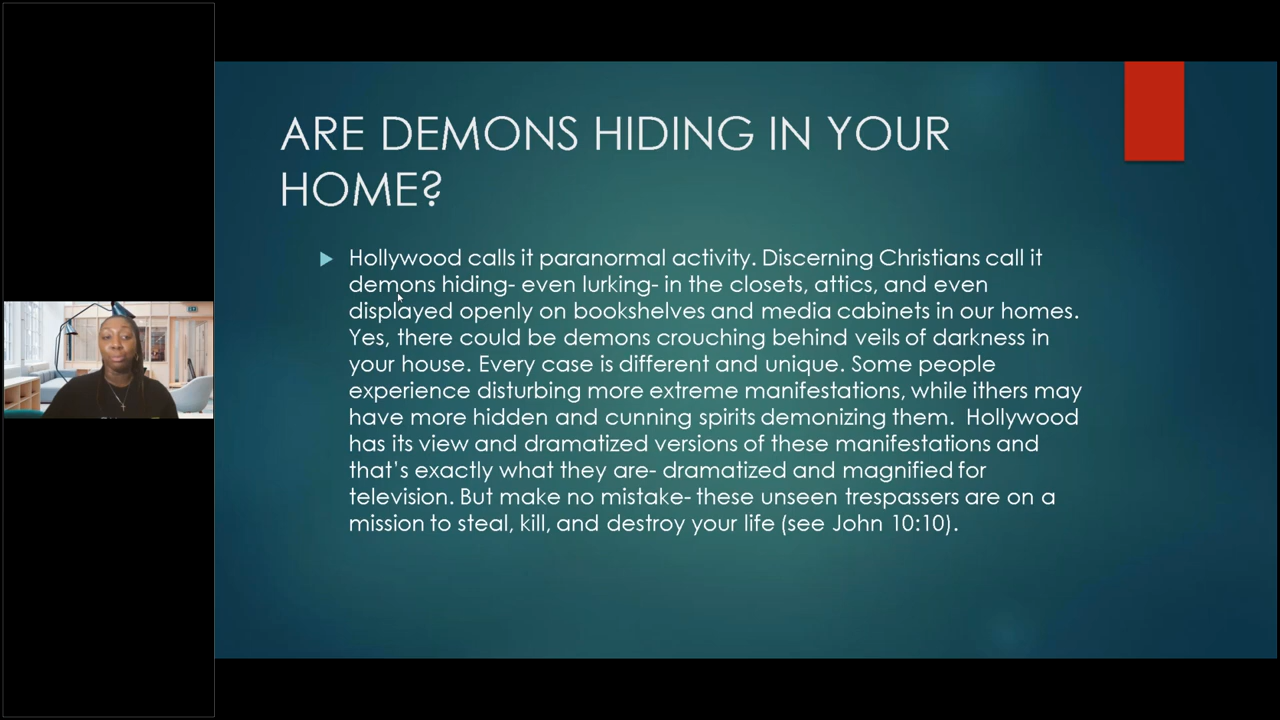 ARE DEMONS HIDING IN YOUR
HOME?
Hollywood calls it paranormal activity. Discerning Christians call it
demons hiding- even lurking- in the closets, attics, and even
displayed openly on bookshelves and media cabinets in our homes.
Yes, there could be demons crouching behind veils of darkness in
your house. Every case is different and unique. Some people
experience disturbing more extreme manifestations, while ithers may
have more hidden and cunning spirits demonizing them.  Hollywood
has its view and dramatized versions of these manifestations and
that's exactly what they are- dramatized and magnified for
television. But make no mistake- these unseen trespassers are on a
mission to steal, kill, and destroy your life (see John 10:10).